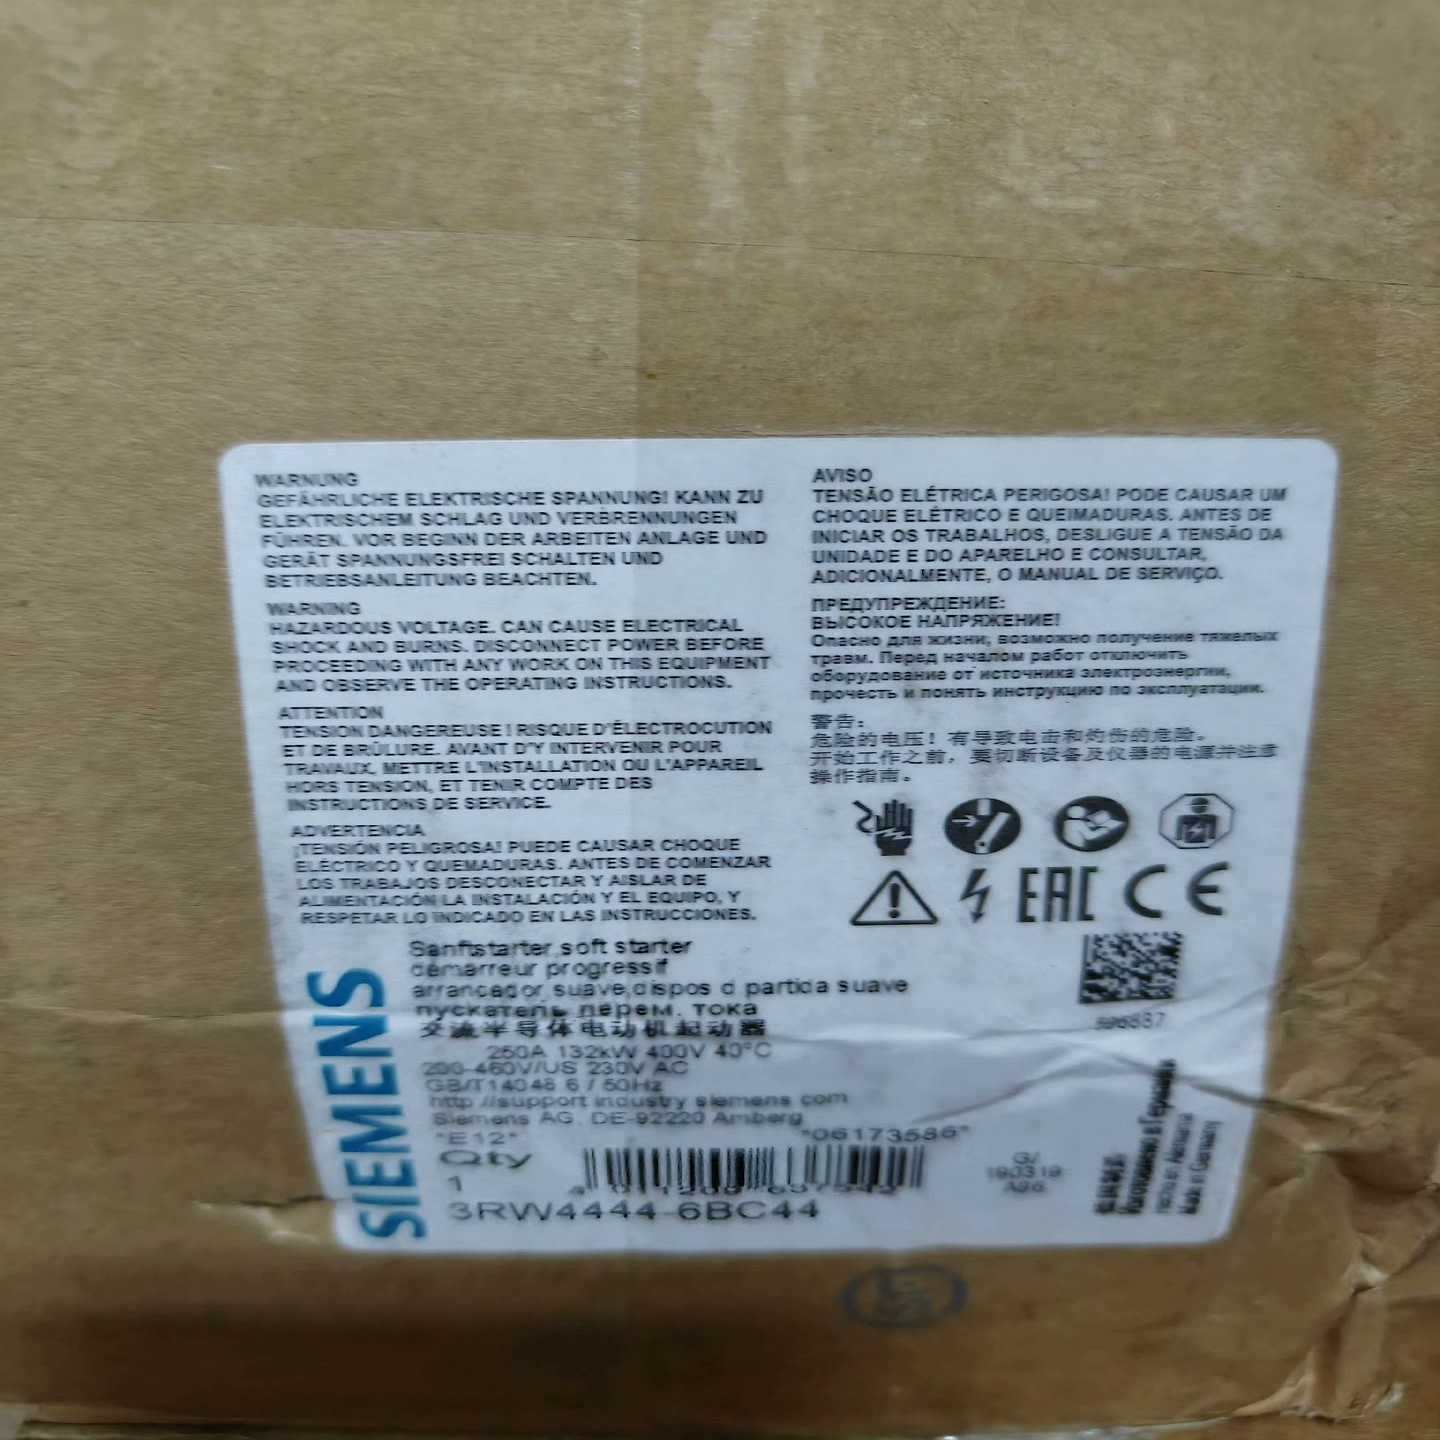 WARNUNG
GEFÄHRLICHE ELEKTRISCHE SPANNUNG! KANN ZU
ELEKTRISCHEM SCHLAG UND VERBRENNUNGEN
FÜHREN. VOR BEGINN DER ARBEITEN ANLAGE UND
GERÄT SPANNUNGSFREI SCHALTEN UND
BETRIEBSANLEITUNG BEACHTEN.
WARNING
HAZARDOUS VOLTAGE. CAN CAUSE ELECTRICAL
SHOCK AND BURNS. DISCONNECT POWER BEFORE
PROCEEDING WITH ANY WORK ON THIS EQUIPMENT
AND OBSERVE THE OPERATING INSTRUCTIONS.
ATTENTION
TENSION DANGEREUSE ! RISQUE D'ÉLECTROCUTION
ET DE BRÛLURE. AVANT D'Y INTERVENIR POUR
TRAVAUX, METTRE L'INSTALLATION OU L'APPAREIL
HORS TENSION, ET TENIR COMPTE DES
INSTRUCTIONS DE SERVICE.
ADVERTENCIA
¡TENSIÓN PELIGROSA! PUEDE CAUSAR CHOQUE
ELÉCTRICO Y QUEMADURAS. ANTES DE COMENZAR
LOS TRABAJOS DESCONECTAR Y AISLAR DE
ALIMENTACIÓN LA INSTALACIÓN Y EL EQUIPO, Y
RESPETAR LO INDICADO EN LAS INSTRUCCIONES.
AVISO
TENSÃO ELÉTRICA PERIGOSA! PODE CAUSAR UM
CHOQUE ELÉTRICO E QUEIMADURAS. ANTES DE
INICIAR OS TRABALHOS, DESLIGUE A TENSÃO DA
UNIDADE E DO APARELHO E CONSULTAR,
ADICIONALMENTE, O MANUAL DE SERVIÇO.
ПРЕДУПРЕЖДЕНИЕ:
ВЫСОКОЕ НАПРЯЖЕНИЕ!
Опасно для жизни, возможно получение тяжелых
травм. Перед началом работ отключить
оборудование от источника электроэнергии,
прочесть и понять инструкцию по эксплуатации.
警告：
危险的电压！有导致电击和灼伤的危险。
开始工作之前，要切断设备及仪器的电源并注意
操作指南。
EAC CE
SIEMENS
Sanftstarter,soft starter
démarreur progressif
arrancador suave,dispos d partida suave
пускатель перем. тока
交流半导体电动机起动器
250A 132kW 400V 40°C
200-460V/US 230V AC
GB/T14048.6 / 50Hz
http://support.industry.siemens.com
Siemens AG, DE-92220 Amberg
"E12" "06173586"
Qty
1
3RW4444-6BC44
G/
190319
Изготовлено в Германии
Made in Germany